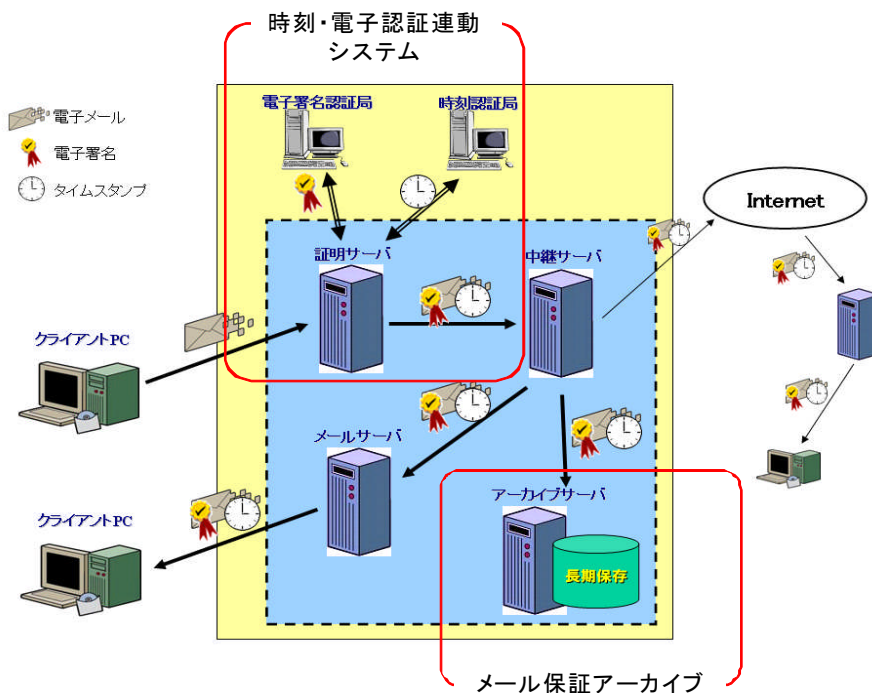 時刻・電子認証連動
システム
電子署名認証局
時刻認証局
電子メール
電子署名
タイムスタンプ
Internet
証明サーバ
中継サーバ
クライアントPC
メールサーバ
アーカイブサーバ
クライアントPC
長期保存
メール保証アーカイブ